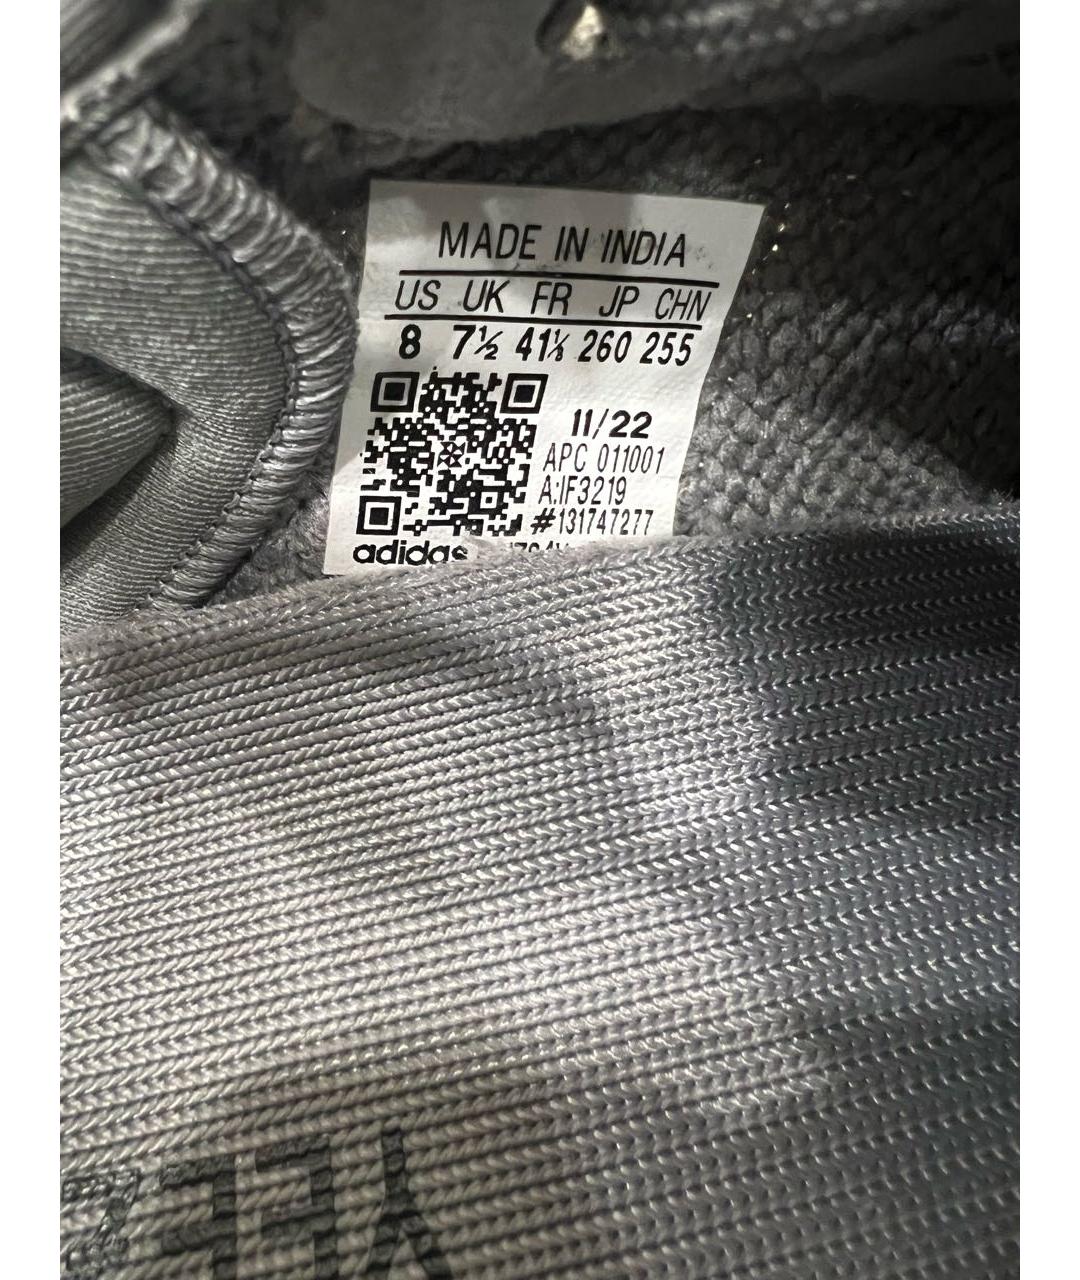 MADE IN INDIA
US UK FR JP CHN
8 7½ 41⅓ 260 255
11/22
APC 011001
A:IF3219
#131747277
adidas